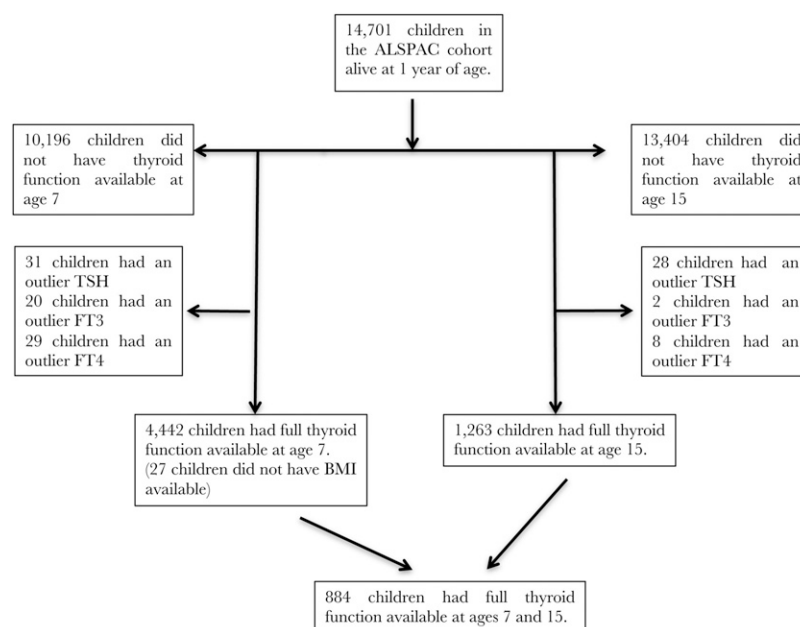 14,701 children in
the ALSPAC cohort
alive at 1 year of age.
10,196 children did
not have thyroid
function available at
age 7
13,404 children did
not have thyroid
function available at
age 15
31 children had an
outlier TSH
20 children had an
outlier FT3
29 children had an
outlier FT4
28 children had an
outlier TSH
2 children had an
outlier FT3
8 children had an
outlier FT4
4,442 children had full thyroid
function available at age 7.
(27 children did not have BMI
available)
1,263 children had full thyroid
function available at age 15.
884 children had full thyroid
function available at ages 7 and 15.